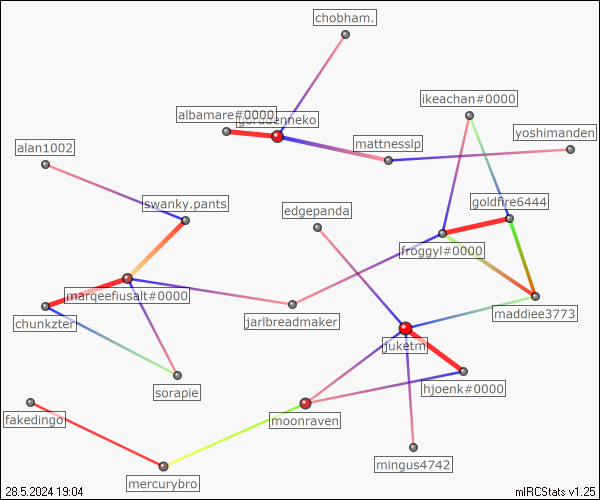 chobham.
ikeachan#0000
albamare#0000
gorudenneko
yoshimanden
mattnesslp
alan1002
swanky.pants
goldfire6444
edgepanda
froggyl#0000
marqeefiusalt#0000
maddiee3773
chunkzter
jarlbreadmaker
juketm
hjoenk#0000
sorapie
fakedingo
moonraven
mingus4742
mercurybro
28.5.2024 19:04
mIRCStats v1.25